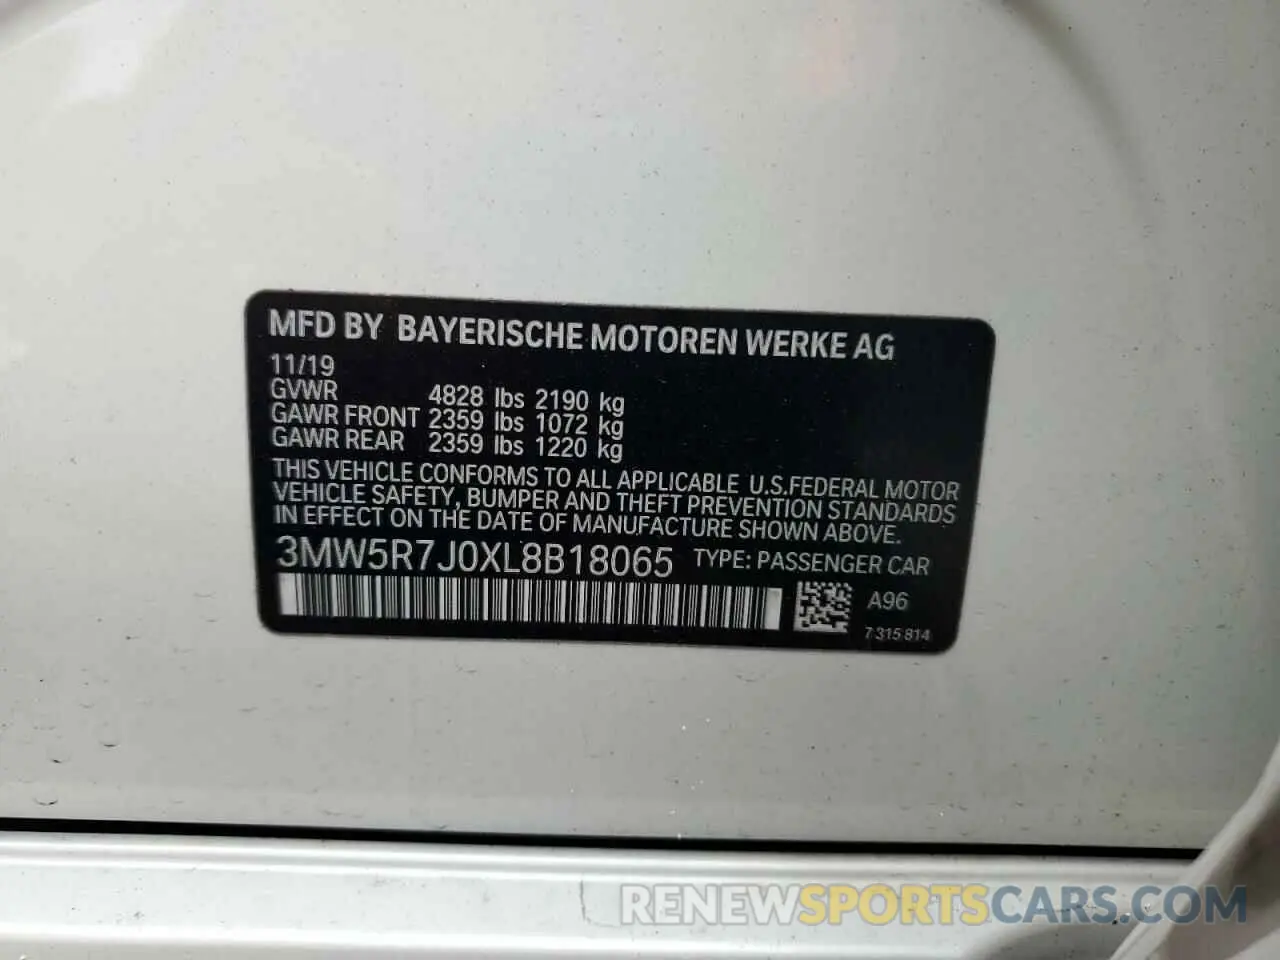 MFD BY BAYERISCHE MOTOREN WERKE AG
11/19
GVWR 4828 lbs 2190 kg
GAWR FRONT 2359 lbs 1072 kg
GAWR REAR 2359 lbs 1220 kg
THIS VEHICLE CONFORMS TO ALL APPLICABLE U.S.FEDERAL MOTOR
VEHICLE SAFETY, BUMPER AND THEFT PREVENTION STANDARDS
IN EFFECT ON THE DATE OF MANUFACTURE SHOWN ABOVE.
3MW5R7J0XL8B18065 TYPE: PASSENGER CAR
A96
7 315 814
RENEWSPORTSCARS.COM